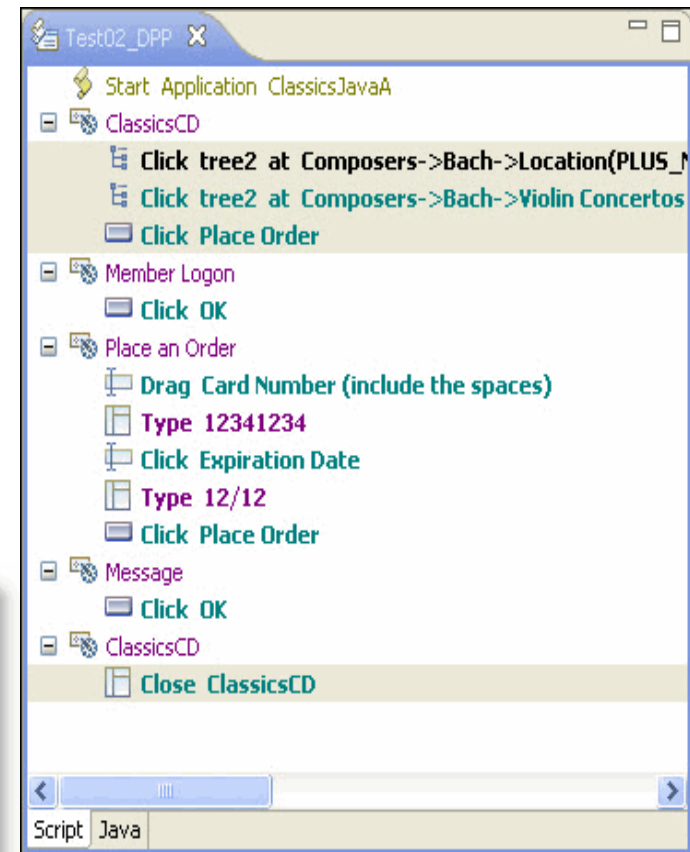 Test02_DPP
Start Application ClassicsJavaA
ClassicsCD
Click tree2 at Composers->Bach->Location(PLUS_
Click tree2 at Composers->Bach->Violin Concertos
Click Place Order
Member Logon
Click OK
Place an Order
Drag Card Number (include the spaces)
Type 12341234
Click Expiration Date
Type 12/12
Click Place Order
Message
Click OK
ClassicsCD
Close ClassicsCD
Script Java